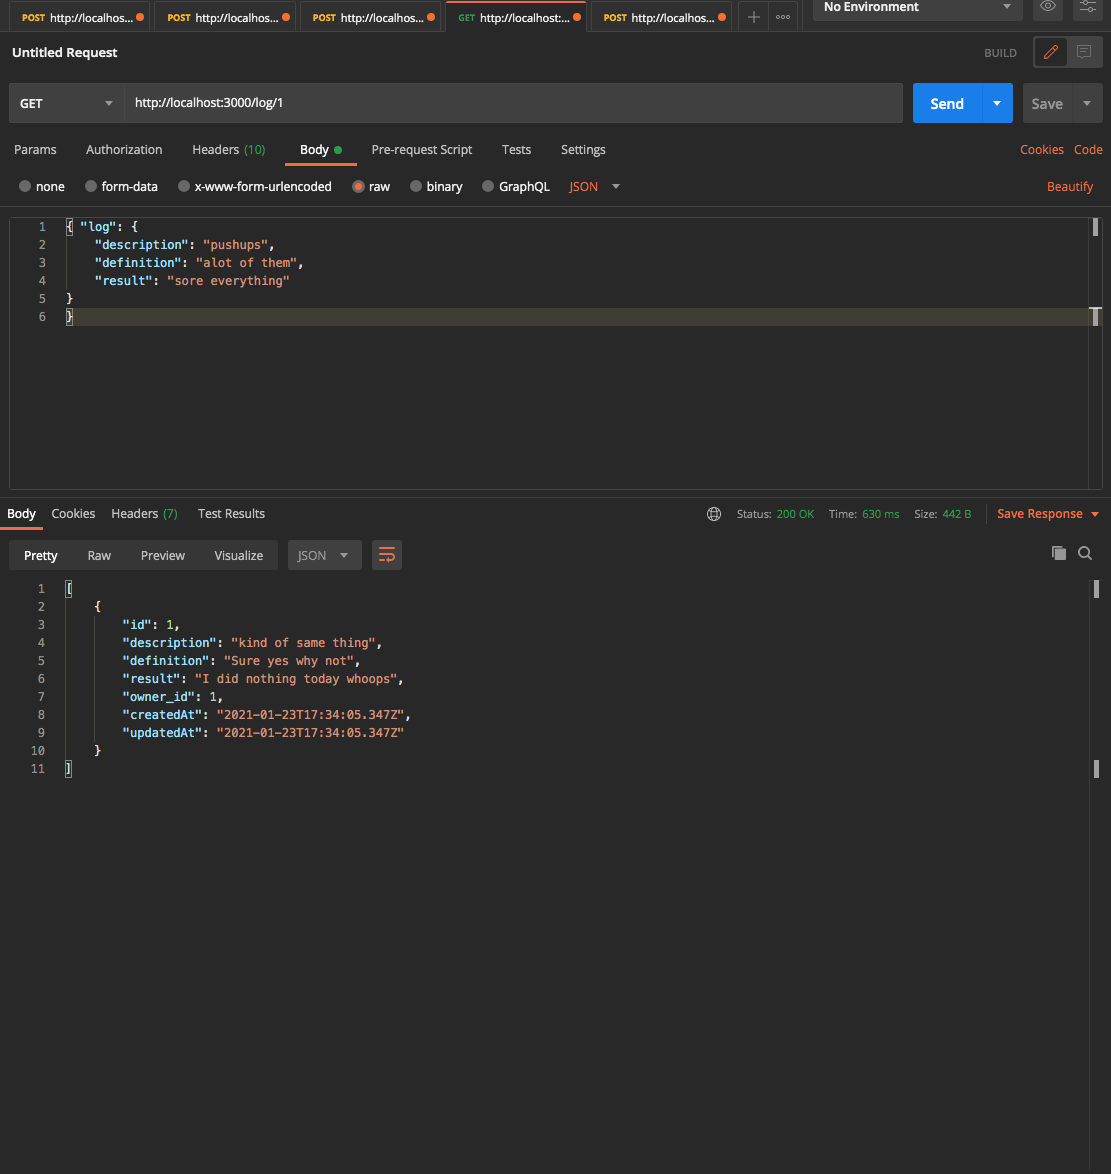 POST http://localhos... POST http://localhos... POST http://localhos... GET http://localhost:... POST http://localhos... No Environment
Untitled Request BUILD
GET http://localhost:3000/log/1 Send Save
Params Authorization Headers (10) Body Pre-request Script Tests Settings Cookies Code
none form-data x-www-form-urlencoded raw binary GraphQL JSON Beautify
1 { "log": {
2 "description": "pushups",
3 "definition": "alot of them",
4 "result": "sore everything"
5 }
6 }
Body Cookies Headers (7) Test Results Status: 200 OK Time: 630 ms Size: 442 B Save Response
Pretty Raw Preview Visualize JSON
1 [
2 {
3 "id": 1,
4 "description": "kind of same thing",
5 "definition": "Sure yes why not",
6 "result": "I did nothing today whoops",
7 "owner_id": 1,
8 "createdAt": "2021-01-23T17:34:05.347Z",
9 "updatedAt": "2021-01-23T17:34:05.347Z"
10 }
11 ]